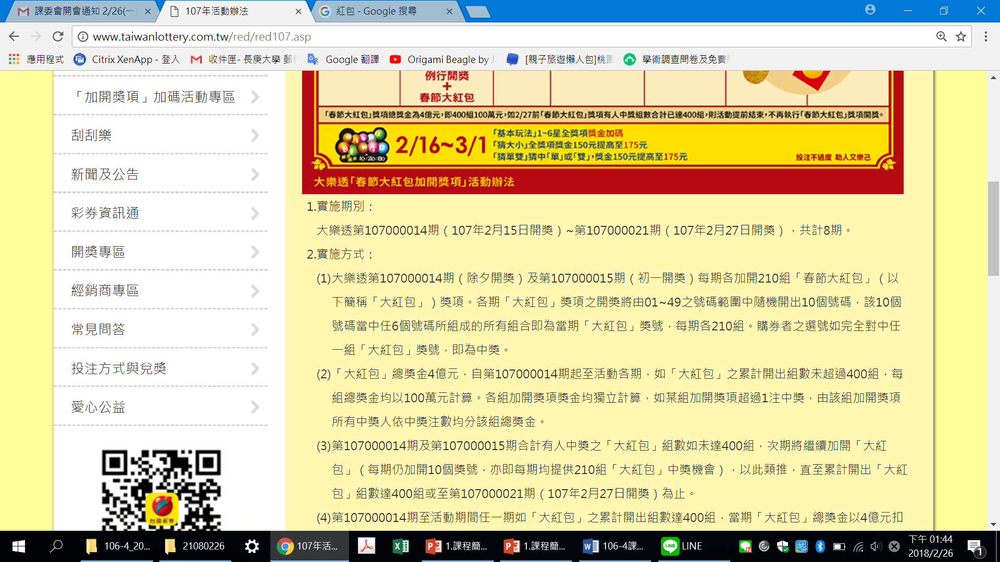 課委會開會通知 2/26(一)
107年活動辦法
紅包 - Google 搜尋
www.taiwanlottery.com.tw/red/red107.asp
應用程式
Citrix XenApp - 登入
收件匣- 長庚大學 郵件
Google 翻譯
Origami Beagle by J
[親子旅遊懶人包]桃園
學術調查問卷及免費
「加開獎項」加碼活動專區
刮刮樂
新聞及公告
彩券資訊通
開獎專區
經銷商專區
常見問答
投注方式與兌獎
愛心公益
台灣彩券
例行開獎
+
春節大紅包
「春節大紅包」獎項總獎金為4億元,即400組100萬元,如2/27前「春節大紅包」獎項有人中獎組數合計已達400組,則活動提前結束,不再執行「春節大紅包」獎項開獎。
BINGO BINGO
2/16~3/1
「基本玩法」1~6星全獎項獎金加碼
「猜大小」全獎項獎金150元提高至175元
「猜單雙」猜中「單」或「雙」,獎金150元提高至175元
投注不過度 助人又樂己
大樂透「春節大紅包加開獎項」活動辦法
1.實施期別：
大樂透第107000014期（107年2月15日開獎）~第107000021期（107年2月27日開獎），共計8期。
2.實施方式：
(1)大樂透第107000014期（除夕開獎）及第107000015期（初一開獎）每期各加開210組「春節大紅包」（以
下簡稱「大紅包」）獎項。各期「大紅包」獎項之開獎將由01~49之號碼範圍中隨機開出10個號碼，該10個
號碼當中任6個號碼所組成的所有組合即為當期「大紅包」獎號，每期各210組。購券者之選號如完全對中任
一組「大紅包」獎號，即為中獎。
(2)「大紅包」總獎金4億元，自第107000014期起至活動各期，如「大紅包」之累計開出組數未超過400組，每
組總獎金均以100萬元計算。各組加開獎項獎金均獨立計算，如某組加開獎項超過1注中獎，由該組加開獎項
所有中獎人依中獎注數均分該組總獎金。
(3)第107000014期及第107000015期合計有人中獎之「大紅包」組數如未達400組，次期將繼續加開「大紅
包」（每期仍加開10個獎號，亦即每期均提供210組「大紅包」中獎機會），以此類推，直至累計開出「大紅
包」組數達400組或至第107000021期（107年2月27日開獎）為止。
(4)第107000014期至活動期間任一期如「大紅包」之累計開出組數達400組，當期「大紅包」總獎金以4億元扣
106-4_20...
21080226
107年活...
1.課程簡...
1.課程簡...
106-4課...
LINE
下午 01:44
2018/2/26
1